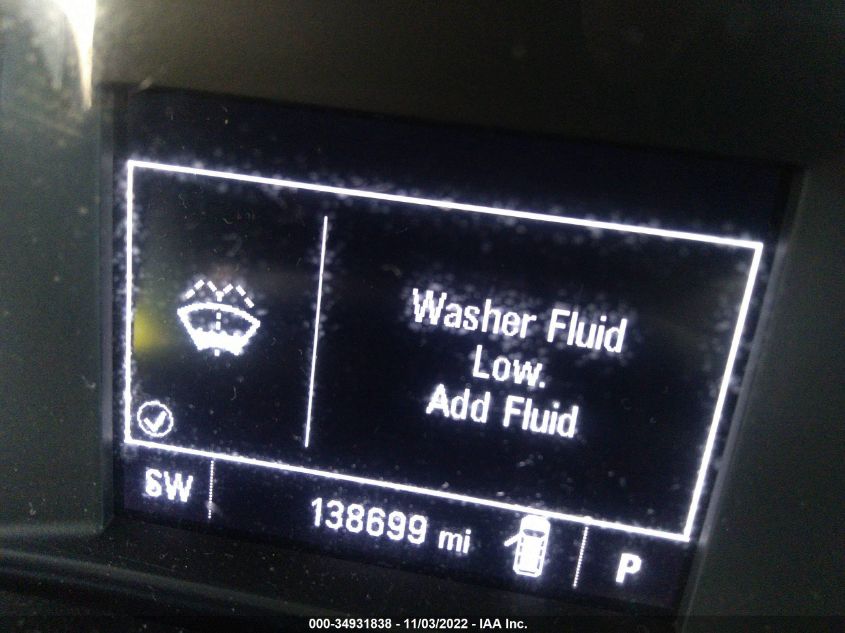 Washer Fluid
Low.
Add Fluid
SW
138699 mi
P
000-34931838 - 11/03/2022 - IAA Inc.